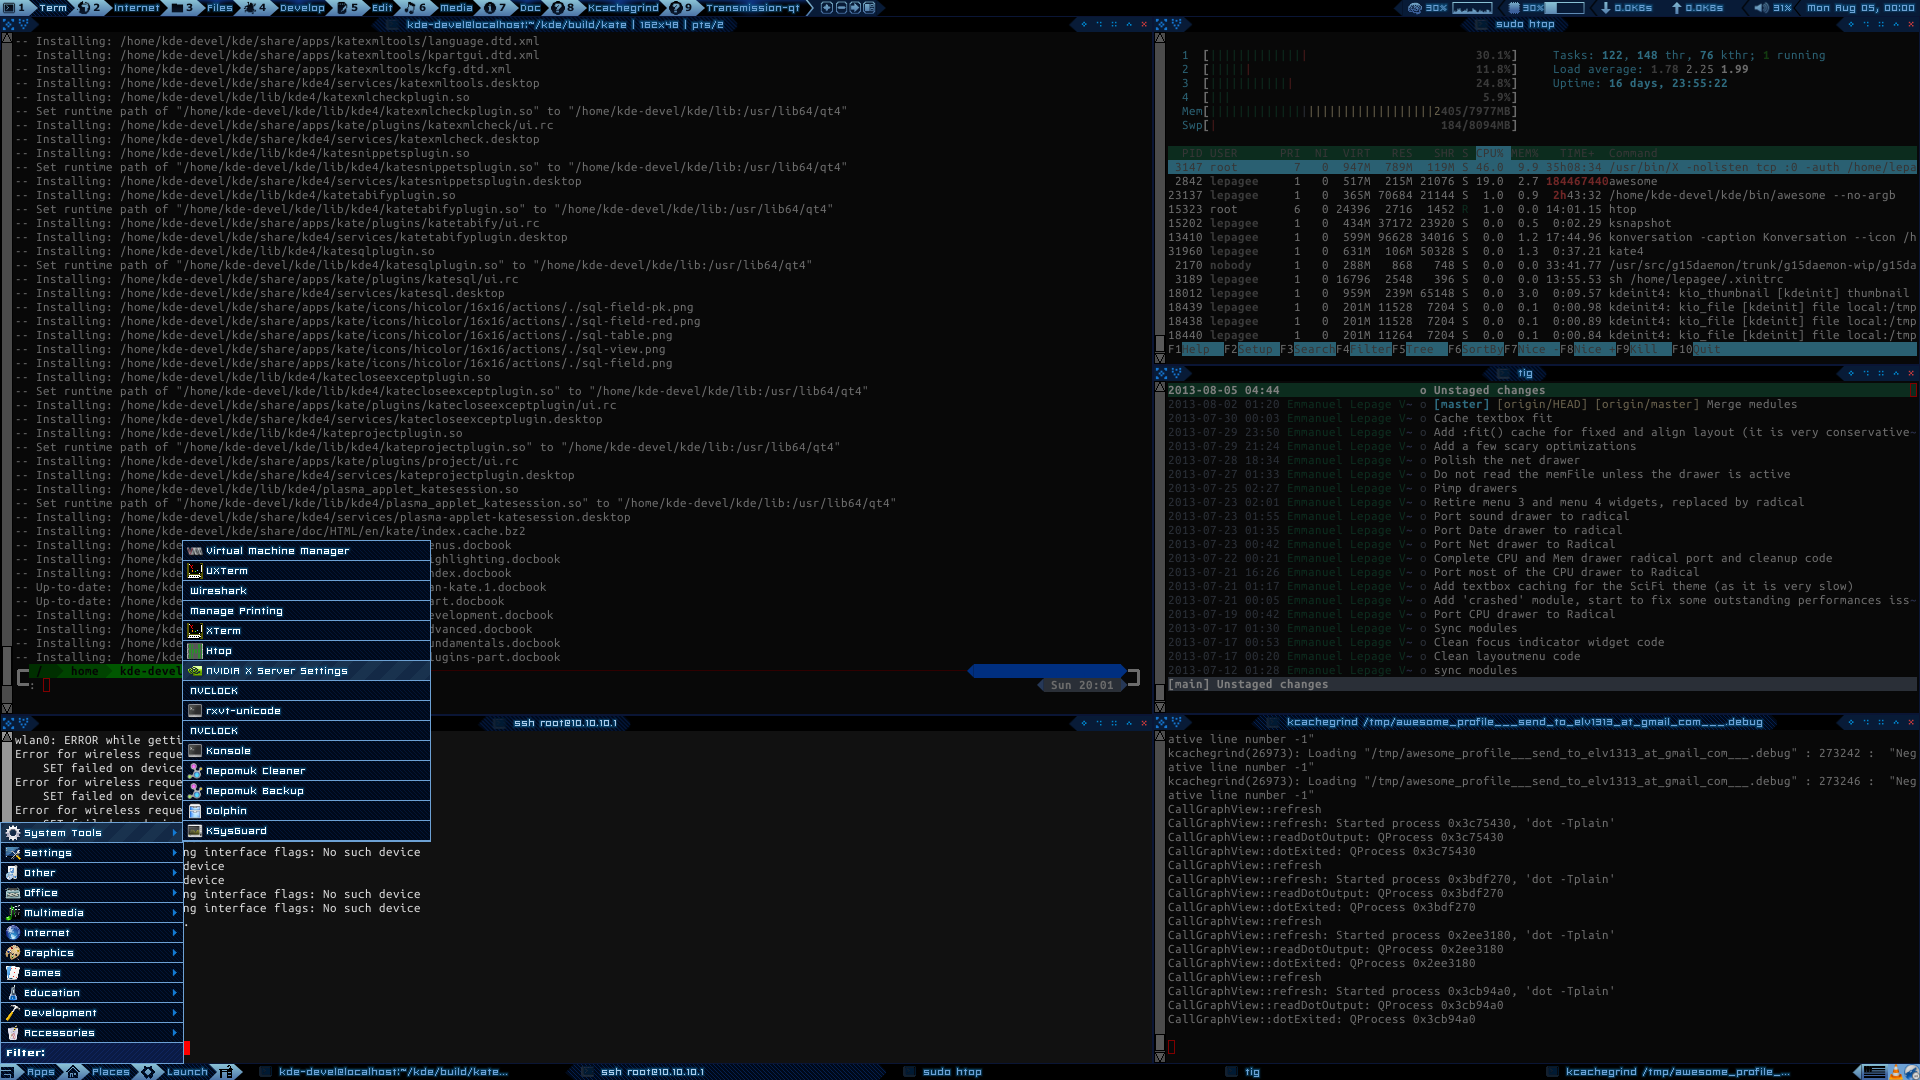 1 Term 2 Internet 3 Files 4 Develop 5 Edit 6 Media 7 Doc 8 Kcachegrind 9 Transmission-qt
30% 30% 0.0KBs 0.0KBs 31% Mon Aug 05, 00:00
kde-devel@localhost:~/kde/build/kate | 162x48 | pts/2
-- Installing: /home/kde-devel/kde/share/apps/katexmltools/language.dtd.xml
-- Installing: /home/kde-devel/kde/share/apps/katexmltools/kpartgui.dtd.xml
-- Installing: /home/kde-devel/kde/share/apps/katexmltools/kcfg.dtd.xml
-- Installing: /home/kde-devel/kde/share/kde4/services/katexmltools.desktop
-- Installing: /home/kde-devel/kde/lib/kde4/katexmlcheckplugin.so
-- Set runtime path of "/home/kde-devel/kde/lib/kde4/katexmlcheckplugin.so" to "/home/kde-devel/kde/lib:/usr/lib64/qt4"
-- Installing: /home/kde-devel/kde/share/apps/kate/plugins/katexmlcheck/ui.rc
-- Installing: /home/kde-devel/kde/share/kde4/services/katexmlcheck.desktop
-- Installing: /home/kde-devel/kde/lib/kde4/katesnippetsplugin.so
-- Set runtime path of "/home/kde-devel/kde/lib/kde4/katesnippetsplugin.so" to "/home/kde-devel/kde/lib:/usr/lib64/qt4"
-- Installing: /home/kde-devel/kde/share/kde4/services/katesnippetsplugin.desktop
-- Installing: /home/kde-devel/kde/lib/kde4/katetabifyplugin.so
-- Set runtime path of "/home/kde-devel/kde/lib/kde4/katetabifyplugin.so" to "/home/kde-devel/kde/lib:/usr/lib64/qt4"
-- Installing: /home/kde-devel/kde/share/apps/kate/plugins/katetabify/ui.rc
-- Installing: /home/kde-devel/kde/share/kde4/services/katetabifyplugin.desktop
-- Installing: /home/kde-devel/kde/lib/kde4/katesqlplugin.so
-- Set runtime path of "/home/kde-devel/kde/lib/kde4/katesqlplugin.so" to "/home/kde-devel/kde/lib:/usr/lib64/qt4"
-- Installing: /home/kde-devel/kde/share/apps/kate/plugins/katesql/ui.rc
-- Installing: /home/kde-devel/kde/share/kde4/services/katesql.desktop
-- Installing: /home/kde-devel/kde/share/apps/kate/icons/hicolor/16x16/actions/./sql-field-pk.png
-- Installing: /home/kde-devel/kde/share/apps/kate/icons/hicolor/16x16/actions/./sql-field-red.png
-- Installing: /home/kde-devel/kde/share/apps/kate/icons/hicolor/16x16/actions/./sql-table.png
-- Installing: /home/kde-devel/kde/share/apps/kate/icons/hicolor/16x16/actions/./sql-view.png
-- Installing: /home/kde-devel/kde/share/apps/kate/icons/hicolor/16x16/actions/./sql-field.png
-- Installing: /home/kde-devel/kde/lib/kde4/katecloseexceptplugin.so
-- Set runtime path of "/home/kde-devel/kde/lib/kde4/katecloseexceptplugin.so" to "/home/kde-devel/kde/lib:/usr/lib64/qt4"
-- Installing: /home/kde-devel/kde/share/apps/kate/plugins/katecloseexceptplugin/ui.rc
-- Installing: /home/kde-devel/kde/share/kde4/services/katecloseexceptplugin.desktop
-- Installing: /home/kde-devel/kde/lib/kde4/kateprojectplugin.so
-- Set runtime path of "/home/kde-devel/kde/lib/kde4/kateprojectplugin.so" to "/home/kde-devel/kde/lib:/usr/lib64/qt4"
-- Installing: /home/kde-devel/kde/share/apps/kate/plugins/project/ui.rc
-- Installing: /home/kde-devel/kde/share/kde4/services/kateprojectplugin.desktop
-- Installing: /home/kde-devel/kde/lib/kde4/plasma_applet_katesession.so
-- Set runtime path of "/home/kde-devel/kde/lib/kde4/plasma_applet_katesession.so" to "/home/kde-devel/kde/lib:/usr/lib64/qt4"
-- Installing: /home/kde-devel/kde/share/kde4/services/plasma-applet-katesession.desktop
-- Installing: /home/kde-devel/kde/share/doc/HTML/en/kate/index.cache.bz2
-- Installing: /home/kde-dev enus.docbook
-- Installing: /home/kde-dev ighlighting.docbook
-- Installing: /home/kde-dev ndex.docbook
-- Up-to-date: /home/kde-dev an-kate.1.docbook
-- Up-to-date: /home/kde-dev art.docbook
-- Installing: /home/kde-dev evelopment.docbook
-- Installing: /home/kde-dev dvanced.docbook
-- Installing: /home/kde-dev undamentals.docbook
-- Installing: /home/kde-dev lugins-part.docbook
/ home kde-devel
: Sun 20:01
Virtual Machine Manager
UXTerm
Wireshark
Manage Printing
XTerm
Htop
NVIDIA X Server Settings
NVCLOCK
rxvt-unicode
NVCLOCK
Konsole
Nepomuk Cleaner
Nepomuk Backup
Dolphin
KSysGuard
ssh root@10.10.10.1
wlan0: ERROR while getti
Error for wireless reque
SET failed on device
Error for wireless reque
SET failed on device
Error for wireless reque
ng interface flags: No such device
device
device
ng interface flags: No such device
ng interface flags: No such device
.
System Tools
Settings
Other
Office
Multimedia
Internet
Graphics
Games
Education
Development
Accessories
Filter:
sudo htop
1 [ 30.1%] Tasks: 122, 148 thr, 76 kthr; 1 running
2 [ 11.8%] Load average: 1.78 2.25 1.99
3 [ 24.8%] Uptime: 16 days, 23:55:22
4 [ 5.9%]
Mem[ 2405/7977MB]
Swp[ 184/8094MB]
PID USER PRI NI VIRT RES SHR S CPU% MEM% TIME+ Command
3147 root 7 0 947M 789M 119M S 46.0 9.9 35h08:34 /usr/bin/X -nolisten tcp :0 -auth /home/lepa
2842 lepagee 1 0 517M 215M 21076 S 19.0 2.7 184467440awesome
23137 lepagee 1 0 365M 70684 21144 S 1.0 0.9 2h43:32 /home/kde-devel/kde/bin/awesome --no-argb
15323 root 6 0 24396 2716 1452 R 1.0 0.0 14:01.15 htop
15202 lepagee 1 0 434M 37172 23920 S 0.0 0.5 0:02.29 ksnapshot
13410 lepagee 1 0 599M 96628 34016 S 0.0 1.2 17:44.96 konversation -caption Konversation --icon /h
31960 lepagee 1 0 631M 106M 50328 S 0.0 1.3 0:37.21 kate4
2170 nobody 1 0 288M 868 748 S 0.0 0.0 33:41.77 /usr/src/g15daemon/trunk/g15daemon-wip/g15da
3189 lepagee 1 0 16796 2548 396 S 0.0 0.0 13:55.53 sh /home/lepagee/.xinitrc
18012 lepagee 1 0 959M 239M 65148 S 0.0 3.0 0:09.57 kdeinit4: kio_thumbnail [kdeinit] thumbnail
18439 lepagee 1 0 201M 11528 7204 S 0.0 0.1 0:00.98 kdeinit4: kio_file [kdeinit] file local:/tmp
18438 lepagee 1 0 201M 11528 7204 S 0.0 0.1 0:00.89 kdeinit4: kio_file [kdeinit] file local:/tmp
18440 lepagee 1 0 201M 11264 7204 S 0.0 0.1 0:00.82 kdeinit4: kio_file [kdeinit] file local:/tmp
F1Help F2Setup F3SearchF4FilterF5Tree F6SortByF7Nice -F8Nice +F9Kill F10Quit
tig
2013-08-05 04:44 o Unstaged changes
2013-08-02 01:20 Emmanuel Lepage V~ o [master] [origin/HEAD] [origin/master] Merge modules
2013-07-30 00:03 Emmanuel Lepage V~ o Cache textbox fit
2013-07-29 23:50 Emmanuel Lepage V~ o Add :fit() cache for fixed and align layout (it is very conservative~
2013-07-29 21:24 Emmanuel Lepage V~ o Add a few scary optimizations
2013-07-28 18:34 Emmanuel Lepage V~ o Polish the net drawer
2013-07-27 01:33 Emmanuel Lepage V~ o Do not read the memFile unless the drawer is active
2013-07-25 02:27 Emmanuel Lepage V~ o Pimp drawers
2013-07-23 02:01 Emmanuel Lepage V~ o Retire menu 3 and menu 4 widgets, replaced by radical
2013-07-23 01:55 Emmanuel Lepage V~ o Port sound drawer to radical
2013-07-23 01:35 Emmanuel Lepage V~ o Port Date drawer to radical
2013-07-23 00:42 Emmanuel Lepage V~ o Port Net drawer to Radical
2013-07-22 00:21 Emmanuel Lepage V~ o Complete CPU and Mem drawer radical port and cleanup code
2013-07-21 16:26 Emmanuel Lepage V~ o Port most of the CPU drawer to Radical
2013-07-21 01:17 Emmanuel Lepage V~ o Add textbox caching for the SciFi theme (as it is very slow)
2013-07-21 00:05 Emmanuel Lepage V~ o Add 'crashed' module, start to fix some outstanding performances iss~
2013-07-19 00:42 Emmanuel Lepage V~ o Port CPU drawer to Radical
2013-07-17 01:30 Emmanuel Lepage V~ o Sync modules
2013-07-17 00:53 Emmanuel Lepage V~ o Clean focus indicator widget code
2013-07-17 00:20 Emmanuel Lepage V~ o Clean layoutmenu code
2013-07-12 01:28 Emmanuel Lepage V~ o sync modules
[main] Unstaged changes
kcachegrind /tmp/awesome_profile___send_to_elv1313_at_gmail_com___.debug
ative line number -1"
kcachegrind(26973): Loading "/tmp/awesome_profile___send_to_elv1313_at_gmail_com___.debug" : 273242 : "Neg
ative line number -1"
kcachegrind(26973): Loading "/tmp/awesome_profile___send_to_elv1313_at_gmail_com___.debug" : 273246 : "Neg
ative line number -1"
CallGraphView::refresh
CallGraphView::refresh: Started process 0x3c75430, 'dot -Tplain'
CallGraphView::readDotOutput: QProcess 0x3c75430
CallGraphView::dotExited: QProcess 0x3c75430
CallGraphView::refresh
CallGraphView::refresh: Started process 0x3bdf270, 'dot -Tplain'
CallGraphView::readDotOutput: QProcess 0x3bdf270
CallGraphView::dotExited: QProcess 0x3bdf270
CallGraphView::refresh
CallGraphView::refresh: Started process 0x2ee3180, 'dot -Tplain'
CallGraphView::readDotOutput: QProcess 0x2ee3180
CallGraphView::dotExited: QProcess 0x2ee3180
CallGraphView::refresh
CallGraphView::refresh: Started process 0x3cb94a0, 'dot -Tplain'
CallGraphView::readDotOutput: QProcess 0x3cb94a0
CallGraphView::dotExited: QProcess 0x3cb94a0
Apps Places Launch kde-devel@localhost:~/kde/build/kate... ssh root@10.10.10.1 sudo htop tig kcachegrind /tmp/awesome_profile_...